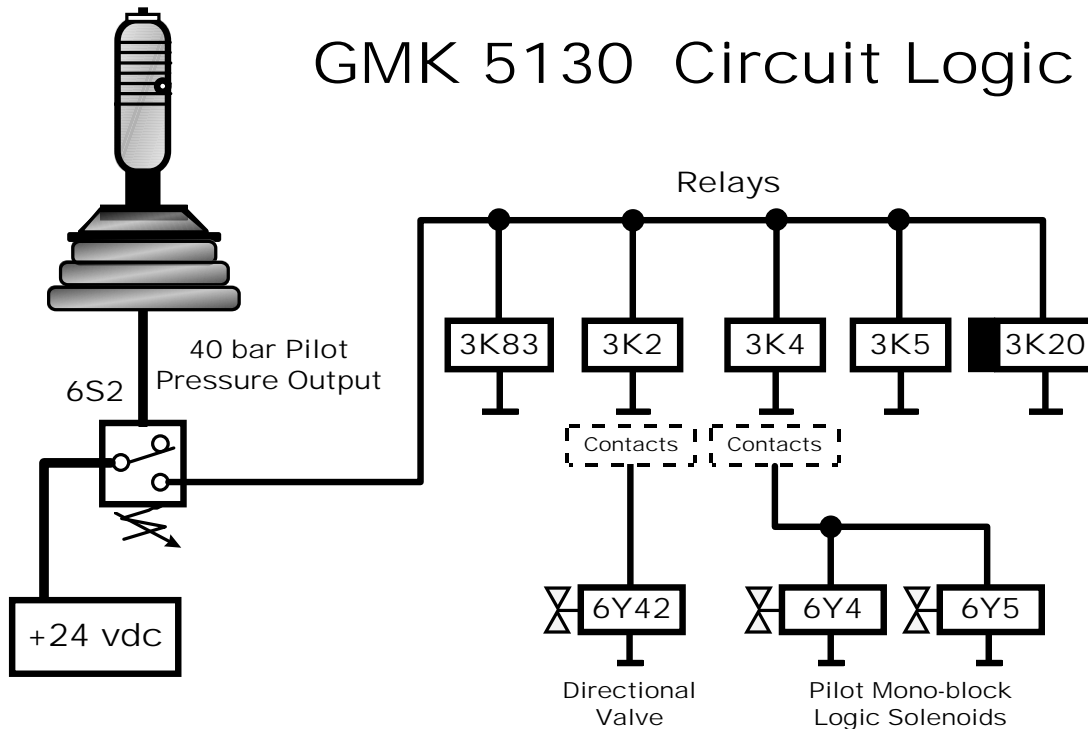 GMK 5130 Circuit Logic
Relays
3K83
3K2
3K4
3K5
3K20
40 bar Pilot
Pressure Output
6S2
Contacts
Contacts
+24 vdc
6Y42
6Y4
6Y5
Directional
Valve
Pilot Mono-block
Logic Solenoids